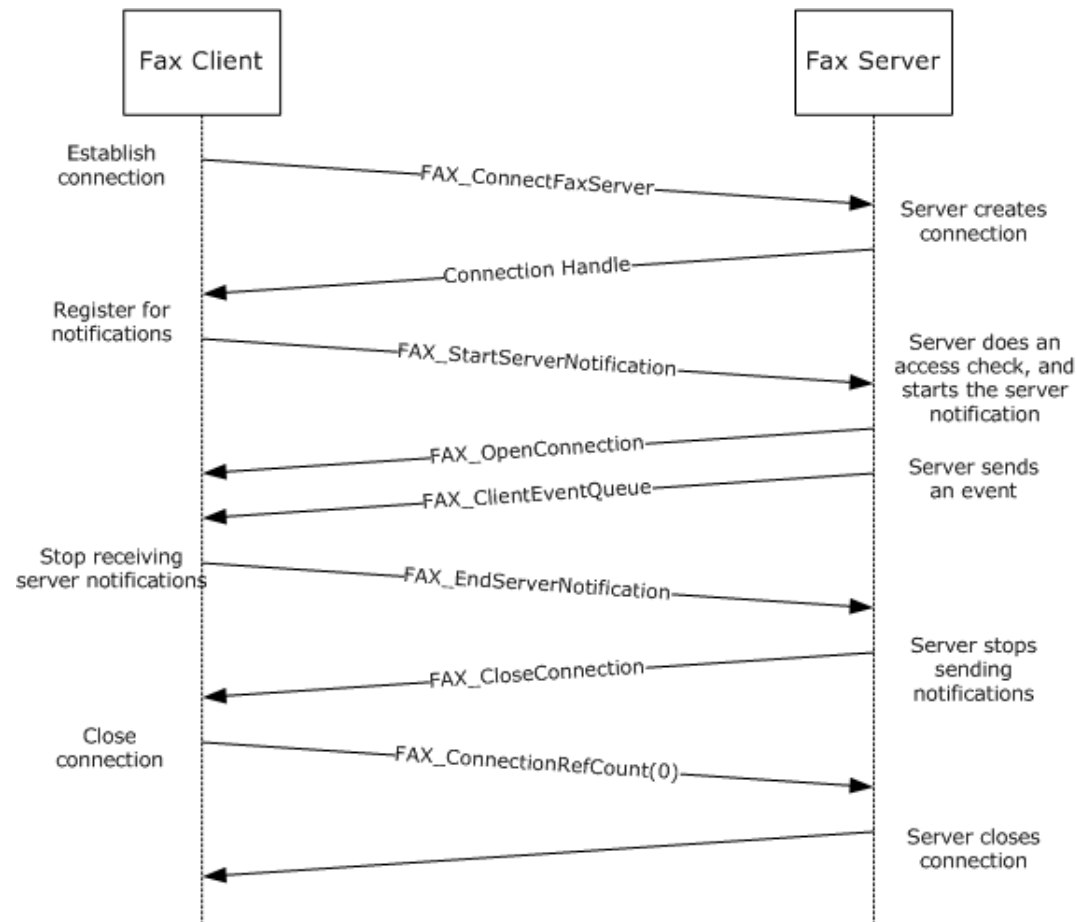 Fax Client
Fax Server
Establish
connection
FAX_ConnectFaxServer
Server creates
connection
Connection Handle
Register for
notifications
FAX_StartServerNotification
Server does an
access check, and
starts the server
notification
FAX_OpenConnection
Server sends
an event
FAX_ClientEventQueue
Stop receiving
server notifications
FAX_EndServerNotification
Server stops
sending
notifications
FAX_CloseConnection
Close
connection
FAX_ConnectionRefCount(0)
Server closes
connection